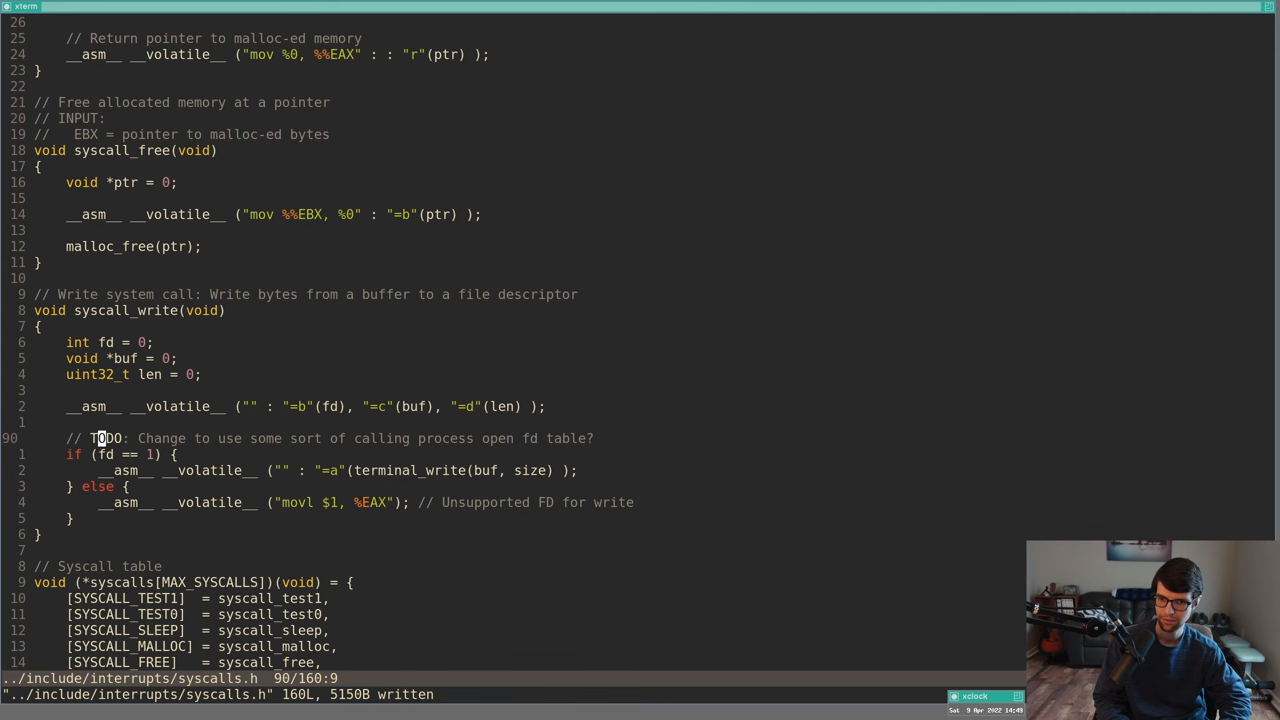 xterm
26
25     // Return pointer to malloc-ed memory
24     __asm__ __volatile__ ("mov %0, %%EAX" : : "r"(ptr) );
23 }
22
21 // Free allocated memory at a pointer
20 // INPUT:
19 //   EBX = pointer to malloc-ed bytes
18 void syscall_free(void)
17 {
16     void *ptr = 0;
15
14     __asm__ __volatile__ ("mov %%EBX, %0" : "=b"(ptr) );
13
12     malloc_free(ptr);
11 }
10
9 // Write system call: Write bytes from a buffer to a file descriptor
8 void syscall_write(void)
7 {
6     int fd = 0;
5     void *buf = 0;
4     uint32_t len = 0;
3
2     __asm__ __volatile__ ("" : "=b"(fd), "=c"(buf), "=d"(len) );
1
90     // TODO: Change to use some sort of calling process open fd table?
1     if (fd == 1) {
2         __asm__ __volatile__ ("" : "=a"(terminal_write(buf, size) );
3     } else {
4         __asm__ __volatile__ ("movl $1, %EAX"); // Unsupported FD for write
5     }
6 }
7
8 // Syscall table
9 void (*syscalls[MAX_SYSCALLS])(void) = {
10     [SYSCALL_TEST1]  = syscall_test1,
11     [SYSCALL_TEST0]  = syscall_test0,
12     [SYSCALL_SLEEP]  = syscall_sleep,
13     [SYSCALL_MALLOC] = syscall_malloc,
14     [SYSCALL_FREE]   = syscall_free,
../include/interrupts/syscalls.h  90/160:9
"../include/interrupts/syscalls.h" 160L, 5150B written
xclock
Sat 9 Apr 2022 14:49